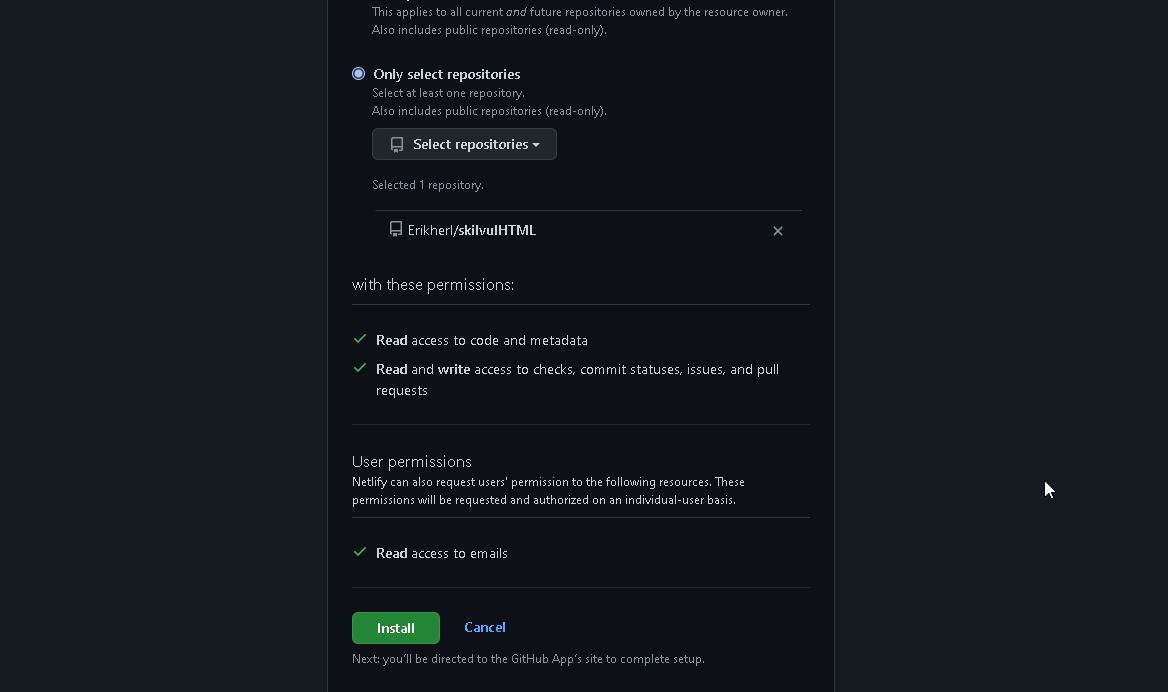 This applies to all current and future repositories owned by the resource owner.
Also includes public repositories (read-only).
Only select repositories
Select at least one repository.
Also includes public repositories (read-only).
Select repositories
Selected 1 repository.
Erikherl/skilvulHTML
with these permissions:
Read access to code and metadata
Read and write access to checks, commit statuses, issues, and pull
requests
User permissions
Netlify can also request users' permission to the following resources. These
permissions will be requested and authorized on an individual-user basis.
Read access to emails
Install Cancel
Next: you'll be directed to the GitHub App's site to complete setup.